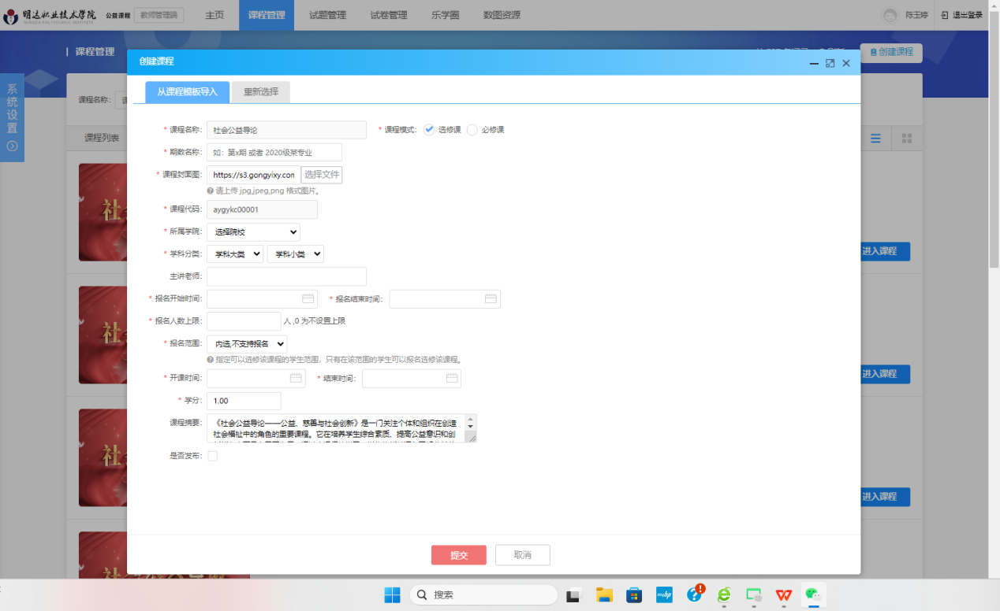 明达职业技术学院 公益课程 教师管理端 主页 课程管理 试题管理 试卷管理 乐学圈 数图资源 陈玉婷 退出登录
课程管理
创建课程
创建课程
系统设置
课程名称:
课程列表
从课程模板导入 重新选择
* 课程名称: 社会公益导论 * 课程模式: 选修课 必修课
* 期数名称: 如: 第x期 或者 2020级某专业
* 课程封面图: https://s3.gongyixy.con 选择文件
请上传 jpg,jpeg,png 格式图片。
* 课程代码: aygykc00001
* 所属学院: 选择院校
* 学科分类: 学科大类 学科小类
主讲老师:
* 报名开始时间: * 报名结束时间:
* 报名人数上限: 人 ,0 为不设置上限
* 报名范围: 内选,不支持报名
指定可以选修该课程的学生范围, 只有在该范围的学生可以报名选修该课程。
* 开课时间: * 结束时间:
* 学分: 1.00
课程摘要: 《社会公益导论——公益、慈善与社会创新》是一门关注个体和组织在创造
社会福祉中的角色的重要课程。它在培养学生综合素质、提高公益意识和创
是否发布:
进入课程
进入课程
进入课程
社
社
社
提交 取消
搜索